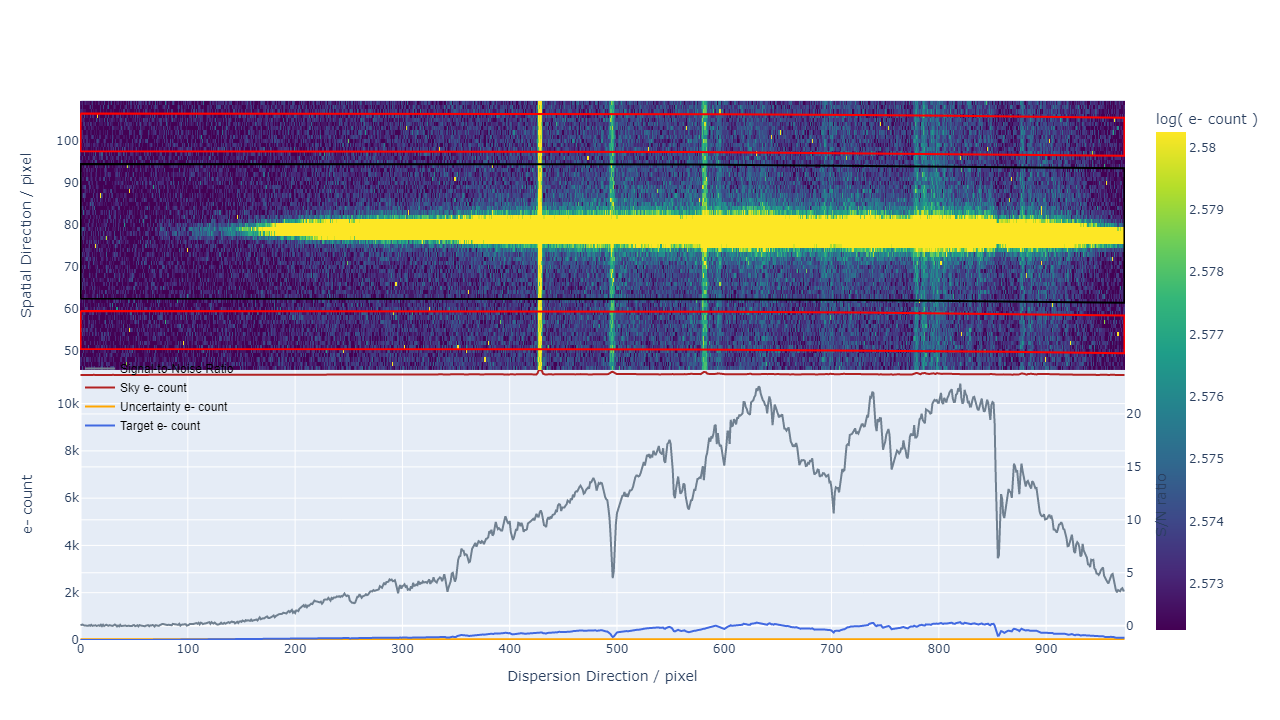 log( e- count )
Spatial Direction / pixel
100
90
80
70
60
50
2.58
2.579
2.578
2.577
2.576
2.575
2.574
2.573
Signal to Noise Ratio
Sky e- count
Uncertainty e- count
Target e- count
e- count
10k
8k
6k
4k
2k
0
20
15
10
5
0
S/N ratio
0
100
200
300
400
500
600
700
800
900
Dispersion Direction / pixel